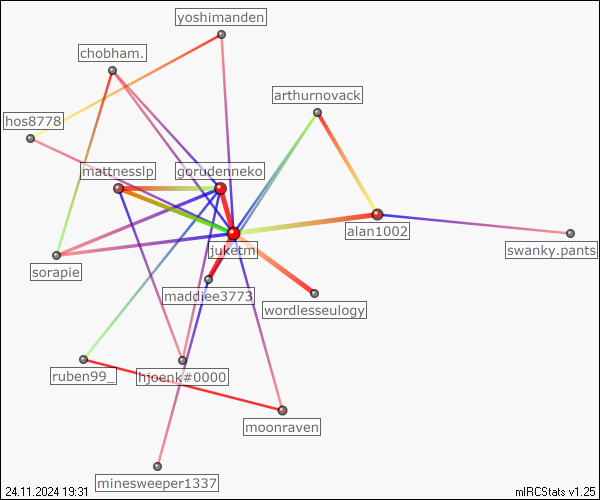 yoshimanden
chobham.
arthurnovack
hos8778
mattnesslp
gorudenneko
alan1002
juketm
swanky.pants
sorapie
maddiee3773
wordlesseulogy
ruben99_
hjoenk#0000
moonraven
minesweeper1337
24.11.2024 19:31
mIRCStats v1.25